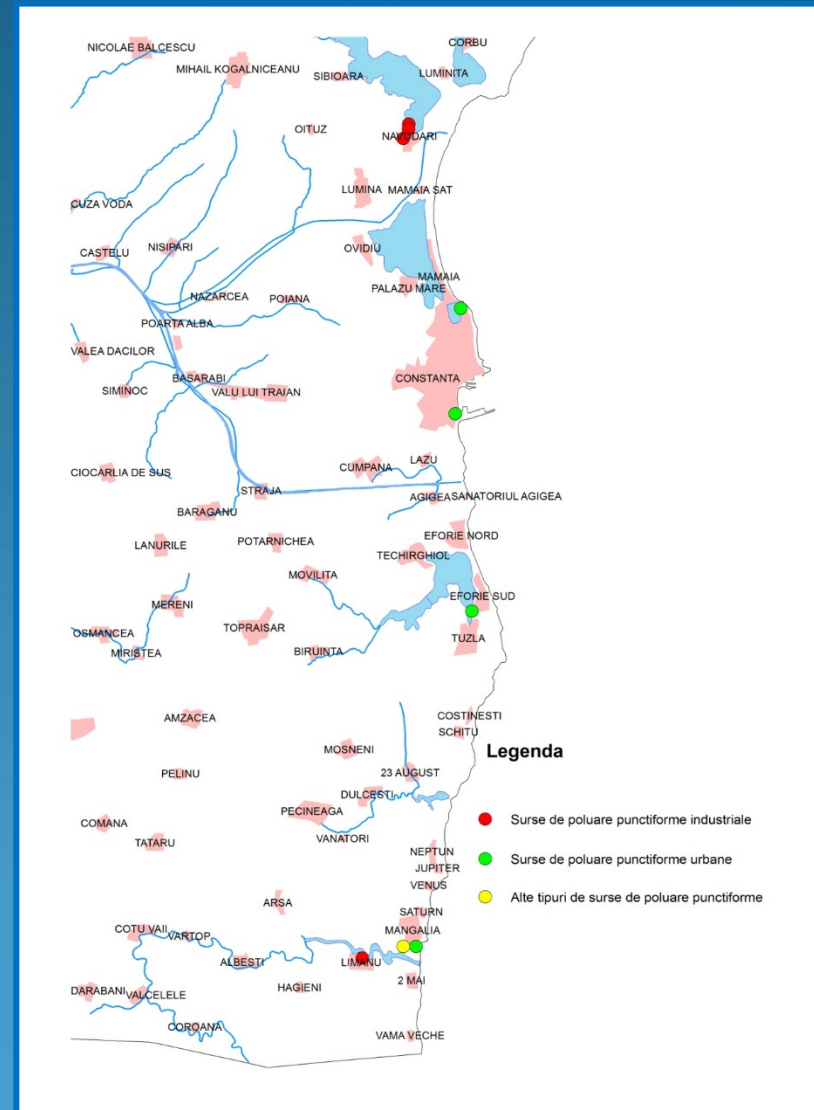 NICOLAE BALCESCU
CORBU
MIHAIL KOGALNICEANU
SIBIOARA
LUMINITA
OITUZ
NAVODARI
LUMINA
MAMAIA SAT
CUZA VODA
CASTELU
NISIPARI
OVIDIU
MAMAIA
PALAZU MARE
NAZARCEA
POIANA
POARTA ALBA
VALEA DACILOR
BASARABI
CONSTANTA
SIMINOC
VALU LUI TRAIAN
CIOCARLIA DE SUS
CUMPANA
LAZU
STRAJA
AGIGEA
SANATORIUL AGIGEA
BARAGANU
LANURILE
POTARNICHEA
EFORIE NORD
TECHIRGHIOL
MOVILITA
EFORIE SUD
MERENI
OSMANCEA
TOPRAISAR
TUZLA
MIRISTEA
BIRUINTA
AMZACEA
COSTINESTI
SCHITU
MOSNENI
Legenda
PELINU
23 AUGUST
DULCESTI
PECINEAGA
Surse de poluare punctiforme industriale
COMANA
TATARU
VANATORI
NEPTUN
Surse de poluare punctiforme urbane
JUPITER
VENUS
Alte tipuri de surse de poluare punctiforme
ARSA
SATURN
COTU VAII
VARTOP
MANGALIA
ALBESTI
LIMANU
2 MAI
DARABANI
VALCELELE
HAGIENI
COROANA
VAMA VECHE